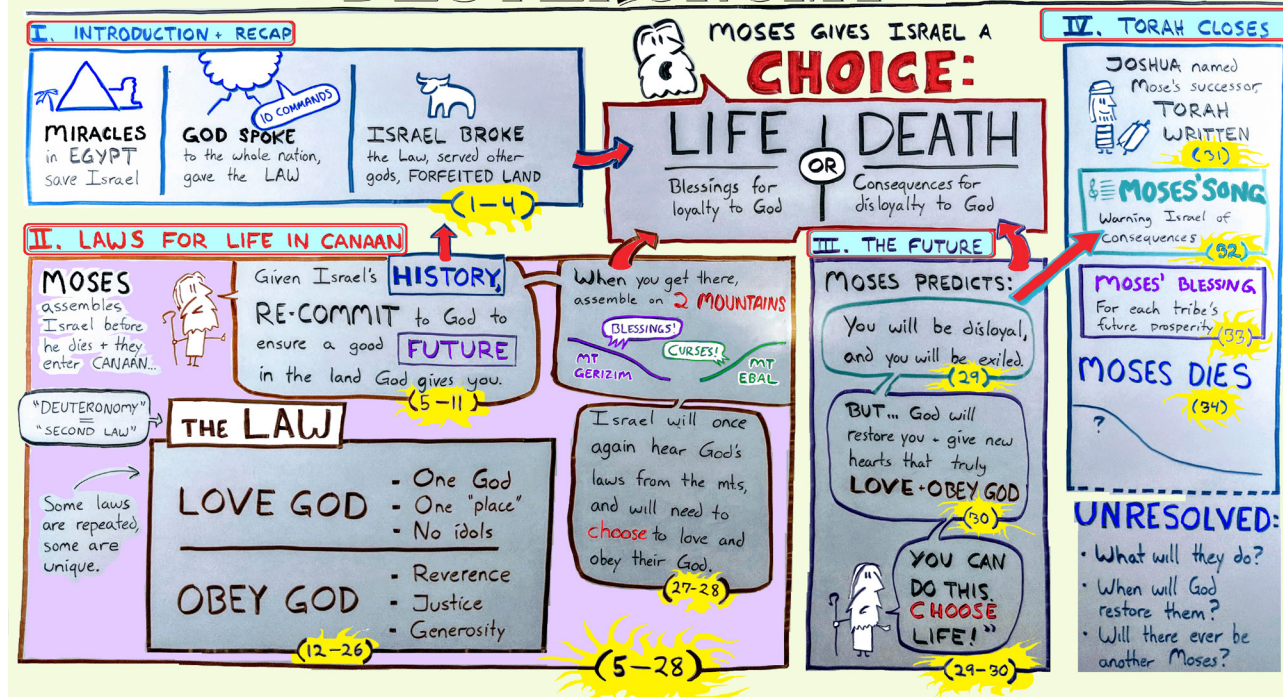 I. INTRODUCTION + RECAP
MIRACLES
in EGYPT
save Israel
10 COMMANDS
GOD SPOKE
to the whole nation,
gave the LAW
ISRAEL BROKE
the Law, served other
gods, FORFEITED LAND
(1-4)
MOSES GIVES ISRAEL A
CHOICE:
LIFE
OR
DEATH
Blessings for
loyalty to God
Consequences for
disloyalty to God
II. LAWS FOR LIFE IN CANAAN
MOSES
assembles
Israel before
he dies + they
enter CANAAN...
Given Israel's HISTORY,
RE-COMMIT to God to
ensure a good FUTURE
in the land God gives you.
(5-11)
"DEUTERONOMY"
=
"SECOND LAW"
THE LAW
Some laws
are repeated,
some are
unique.
LOVE GOD
- One God
- One "place"
- No idols
OBEY GOD
- Reverence
- Justice
- Generosity
(12-26)
When you get there,
assemble on 2 MOUNTAINS
BLESSINGS!
CURSES!
MT
GERIZIM
MT
EBAL
Israel will once
again hear God's
laws from the mts,
and will need to
choose to love and
obey their God.
(27-28)
(5-28)
III. THE FUTURE
MOSES PREDICTS:
You will be disloyal,
and you will be exiled.
(29)
BUT... God will
restore you + give new
hearts that truly
LOVE + OBEY GOD
(30)
YOU CAN
DO THIS.
CHOOSE
LIFE!"
(29-30)
IV. TORAH CLOSES
JOSHUA named
Mose's successor,
TORAH
WRITTEN
(31)
MOSES' SONG
Warning Israel of
Consequences
(32)
MOSES' BLESSING
For each tribe's
future prosperity
(33)
MOSES DIES
(34)
?
UNRESOLVED:
• What will they do?
• When will God
restore them?
• Will there ever be
another Moses?